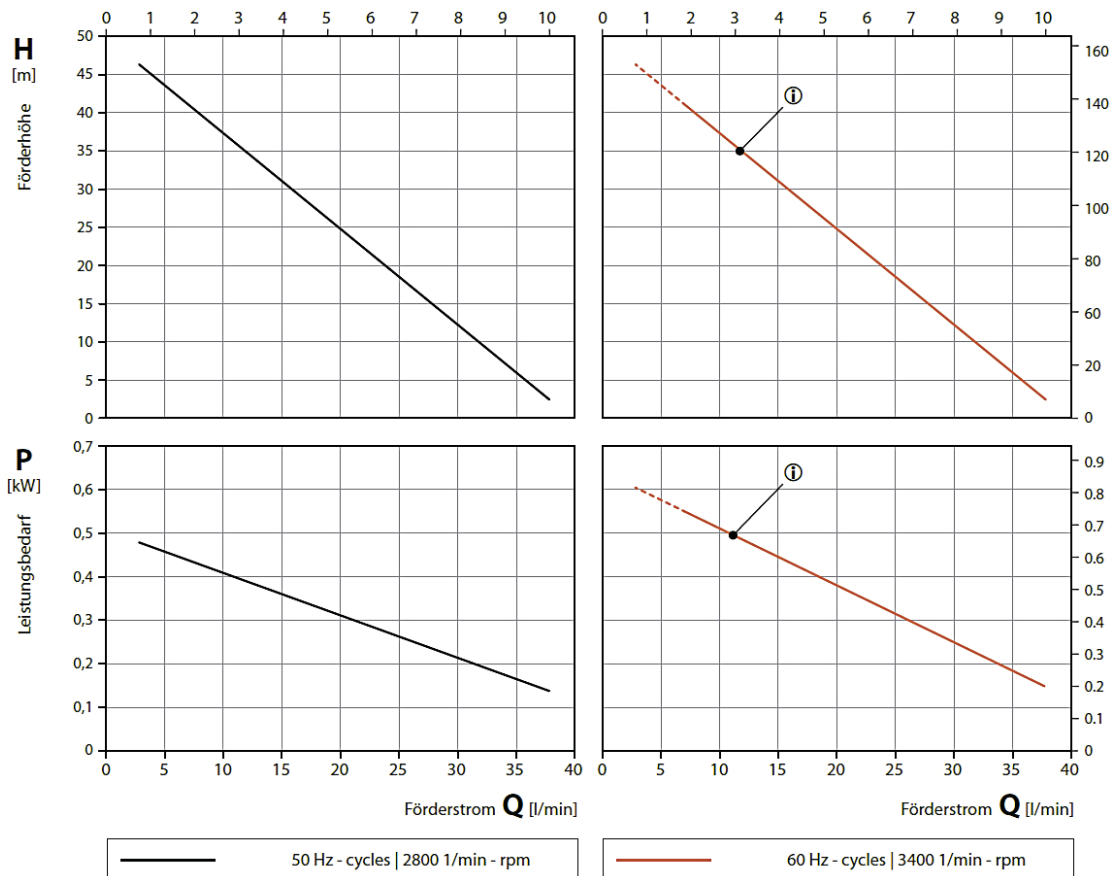 0 1 2 3 4 5 6 7 8 9 10
0 1 2 3 4 5 6 7 8 9 10
H
[m]
Förderhöhe
50
45
40
35
30
25
20
15
10
5
0
i
160
140
120
100
80
60
20
0
P
[kW]
Leistungsbedarf
0,7
0,6
0,5
0,4
0,3
0,2
0,1
0
i
0.9
0.8
0.7
0.6
0.5
0.4
0.3
0.2
0.1
0
0 5 10 15 20 25 30 35 40
0 5 10 15 20 25 30 35 40
Förderstrom Q [l/min]
Förderstrom Q [l/min]
50 Hz - cycles | 2800 1/min - rpm
60 Hz - cycles | 3400 1/min - rpm